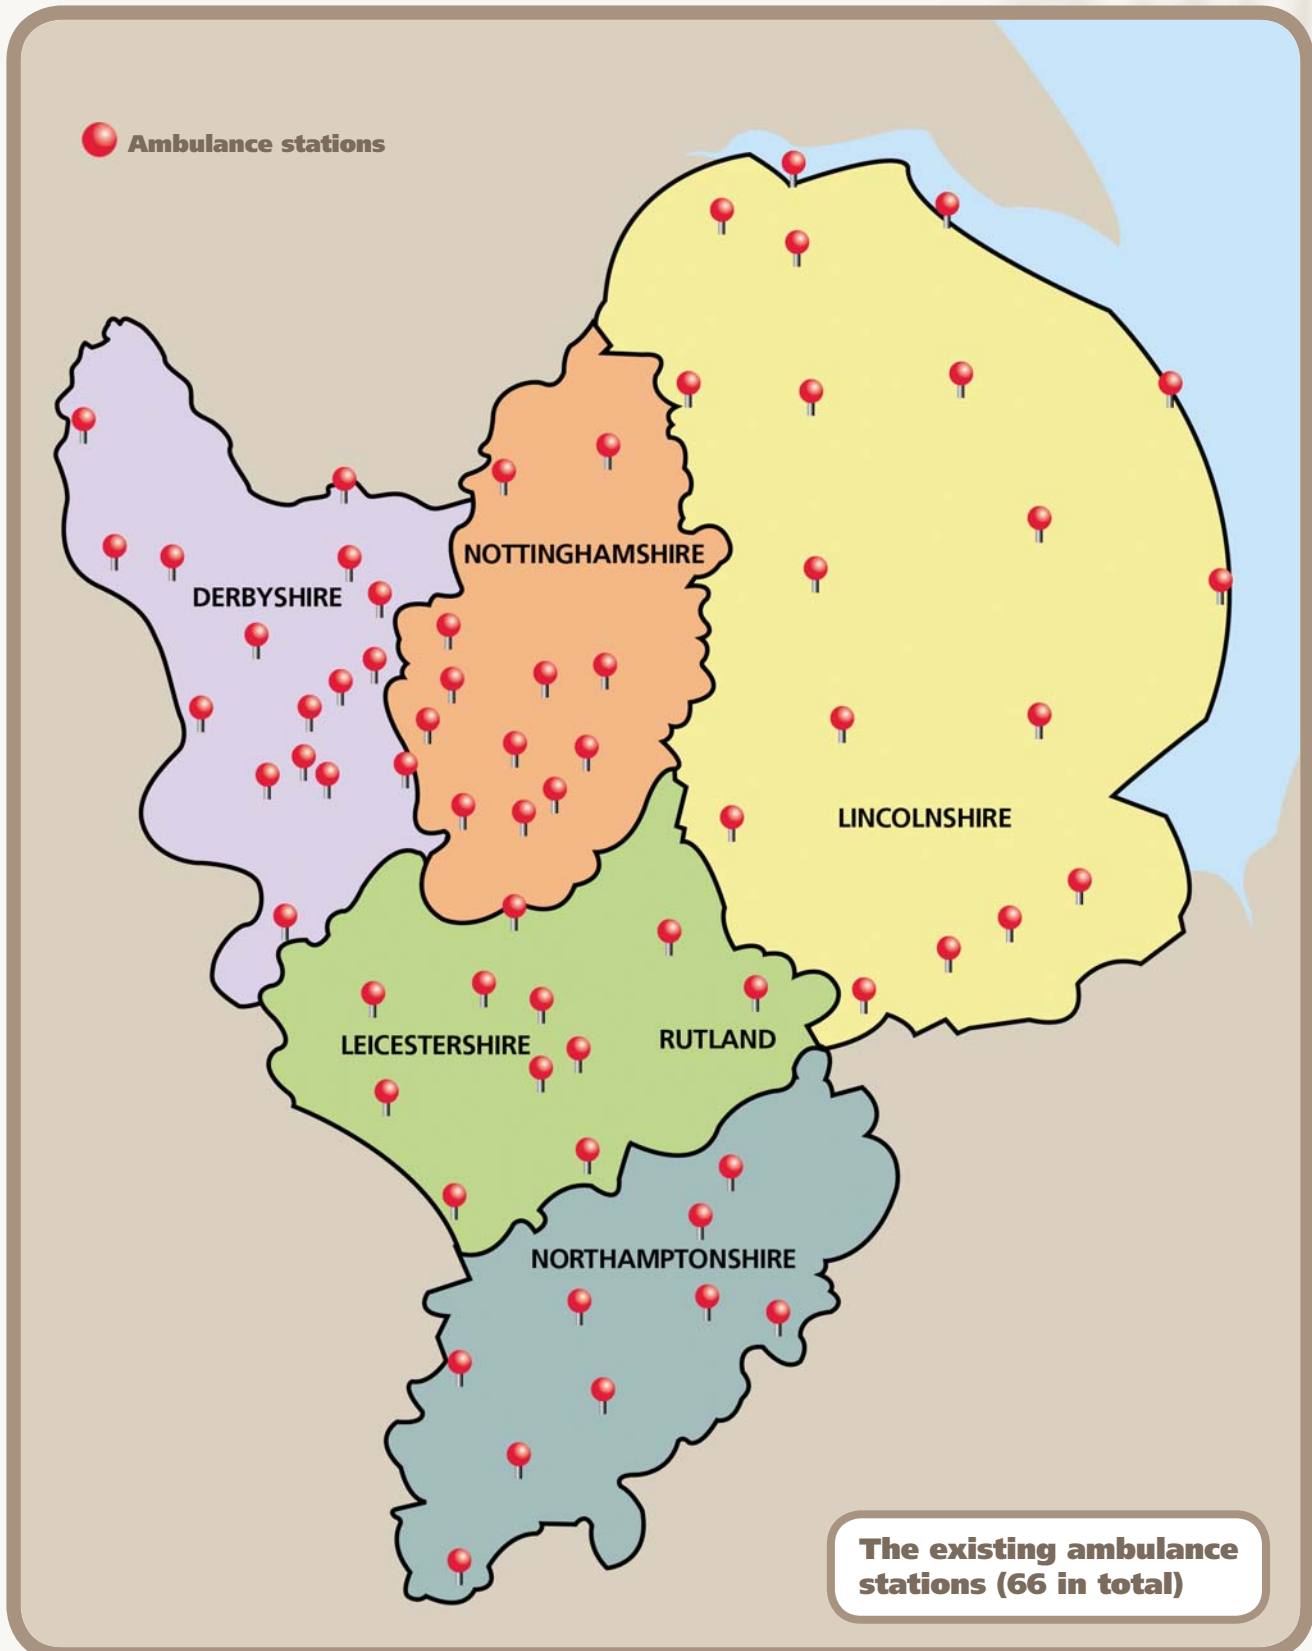 Ambulance stations
NOTTINGHAMSHIRE
DERBYSHIRE
LINCOLNSHIRE
LEICESTERSHIRE
RUTLAND
NORTHAMPTONSHIRE
The existing ambulance
stations (66 in total)